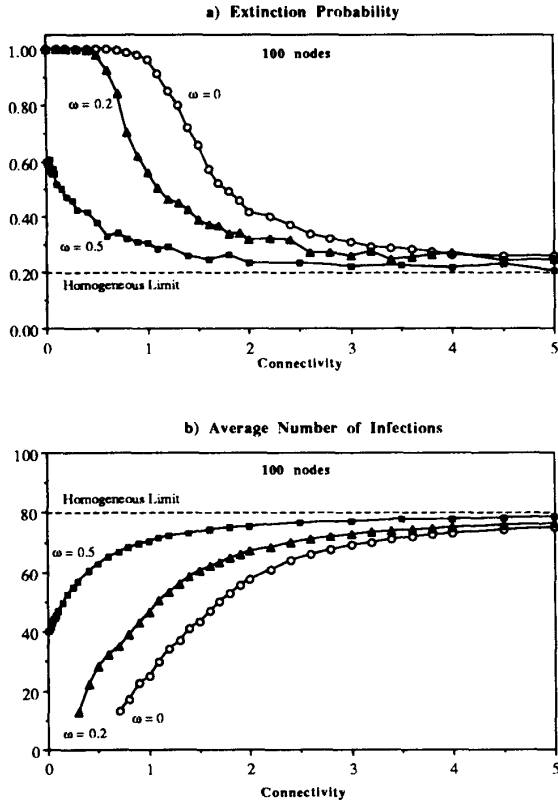 a) Extinction Probability
100 nodes
1.00
0.80
0.60
0.40
0.20
0.00
ω = 0.2
ω = 0
ω = 0.5
Homogeneous Limit
0 1 2 3 4 5
Connectivity
b) Average Number of Infections
100 nodes
100
80
60
40
20
0
Homogeneous Limit
ω = 0.5
ω = 0.2
ω = 0
0 1 2 3 4 5
Connectivity